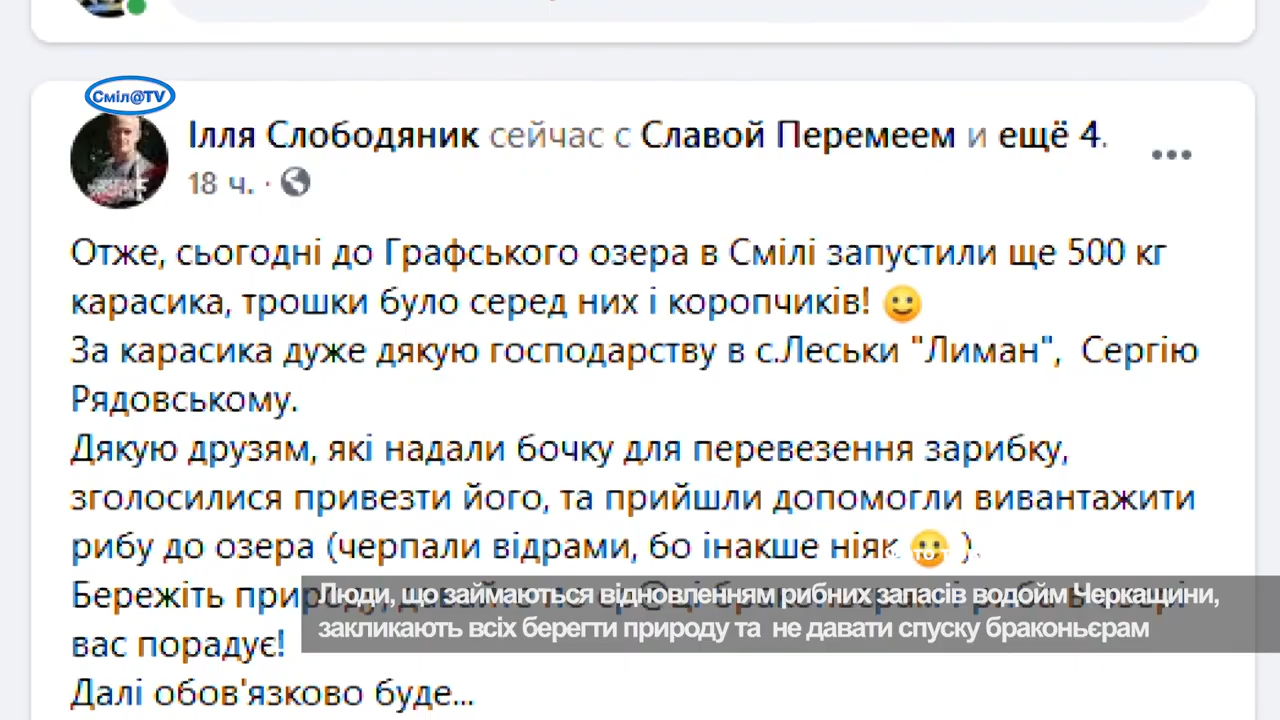 Сміл@TV
Ілля Слободяник сейчас с Славой Перемеем и ещё 4.
18 ч. ·
Отже, сьогодні до Графського озера в Смілі запустили ще 500 кг
карасика, трошки було серед них і коропчиків! 🙂
За карасика дуже дякую господарству в с.Леськи "Лиман", Сергію
Рядовському.
Дякую друзям, які надали бочку для перевезення зарибку,
зголосилися привезти його, та прийшли допомогли вивантажити
рибу до озера (черпали відрами, бо інакше ніяк 🙂 ).
Бережіть
Люди, що займаються відновленням рибних запасів водойм Черкащини,
закликають всіх берегти природу та не давати спуску браконьєрам
вас порадує!
Далі обов'язково буде...